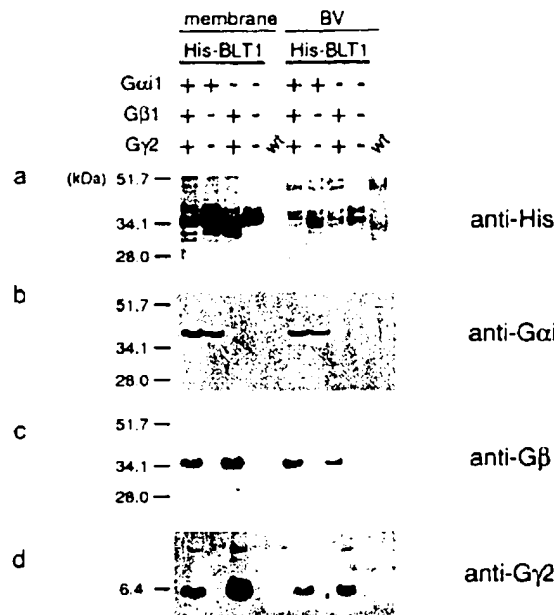 membrane BV
His-BLT1 His-BLT1
Gαi1 + + - - + + - -
Gβ1 + - + - + - + -
Gγ2 + - + - WT + - + - WT
a (kDa) 51.7
34.1
28.0
anti-His
b 51.7
34.1
28.0
anti-Gαi
c 51.7
34.1
28.0
anti-Gβ
d 6.4
anti-Gγ2